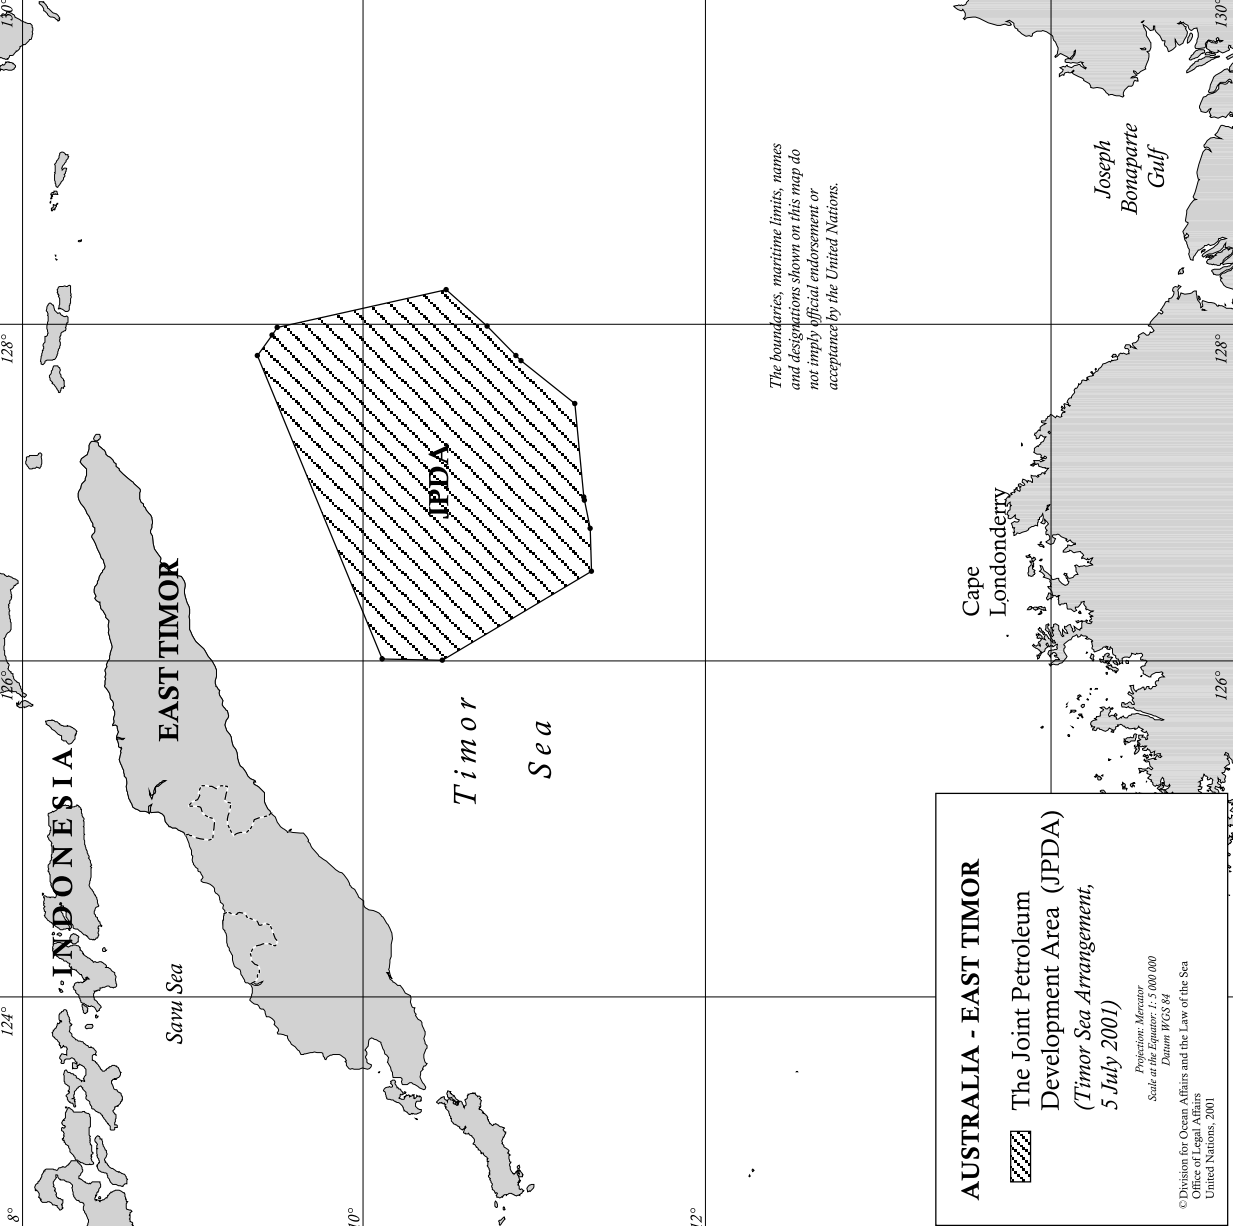 124°
126°
128°
130°
8°
10°
12°
INDONESIA
Savu Sea
EAST TIMOR
JPDA
Timor
Sea
The boundaries, maritime limits, names
and designations shown on this map do
not imply official endorsement or
acceptance by the United Nations.
Cape
Londonderry
Joseph
Bonaparte
Gulf
126°
128°
130°
AUSTRALIA - EAST TIMOR
The Joint Petroleum
Development Area (JPDA)
(Timor Sea Arrangement,
5 July 2001)
Projection: Mercator
Scale at the Equator: 1: 5 000 000
Datum WGS 84
© Division for Ocean Affairs and the Law of the Sea
Office of Legal Affairs
United Nations, 2001